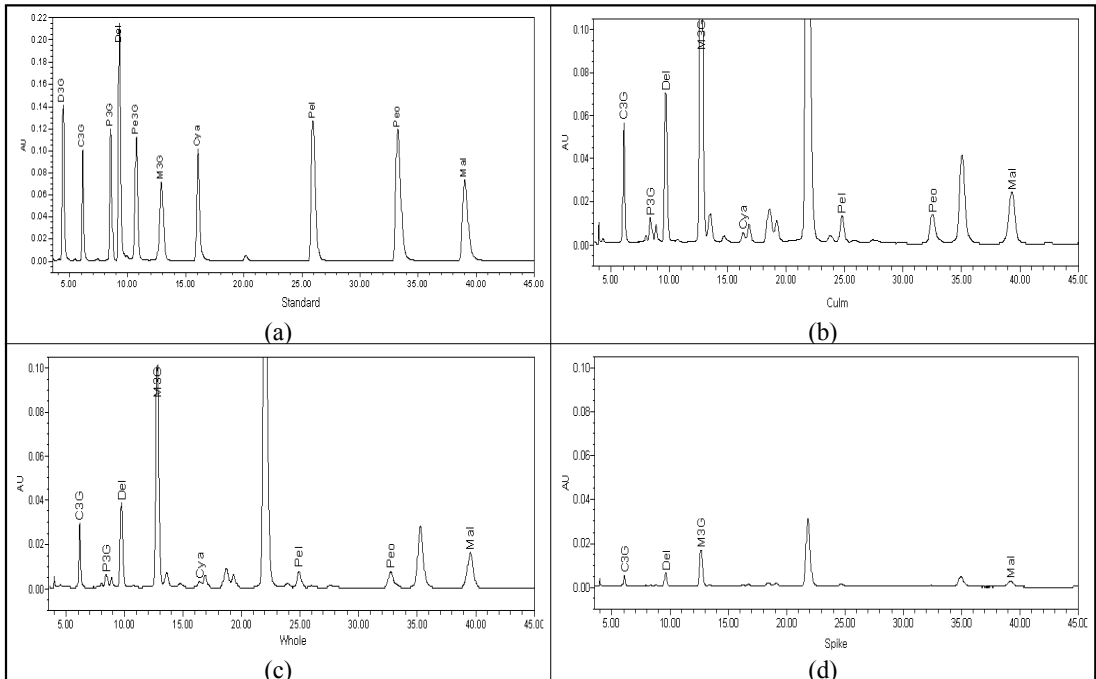 0.22
0.20
0.18
0.16
0.14
0.12
0.10
0.08
0.06
0.04
0.02
0.00
AU
D3G
C3G
P3G
Del
Pe3G
M3G
Cya
Pel
Peo
Mal
5.00 10.00 15.00 20.00 25.00 30.00 35.00 40.00 45.00
Standard
(a)
0.10
0.08
0.06
0.04
0.02
0.00
AU
C3G
P3G
Del
M3G
Cya
Pel
Peo
Mal
5.00 10.00 15.00 20.00 25.00 30.00 35.00 40.00 45.00
Culm
(b)
0.10
0.08
0.06
0.04
0.02
0.00
AU
C3G
P3G
Del
M3G
Cya
Pel
Peo
Mal
5.00 10.00 15.00 20.00 25.00 30.00 35.00 40.00 45.00
Whole
(c)
0.10
0.08
0.06
0.04
0.02
0.00
AU
C3G
Del
M3G
Mal
5.00 10.00 15.00 20.00 25.00 30.00 35.00 40.00 45.00
Spike
(d)